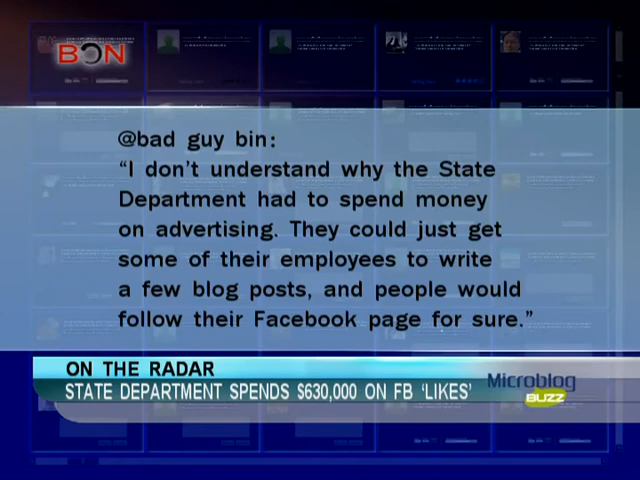 BON
@bad guy bin:
“I don’t understand why the State
Department had to spend money
on advertising. They could just get
some of their employees to write
a few blog posts, and people would
follow their Facebook page for sure.”
ON THE RADAR
STATE DEPARTMENT SPENDS $630,000 ON FB ‘LIKES’
Microblog
BUZZ